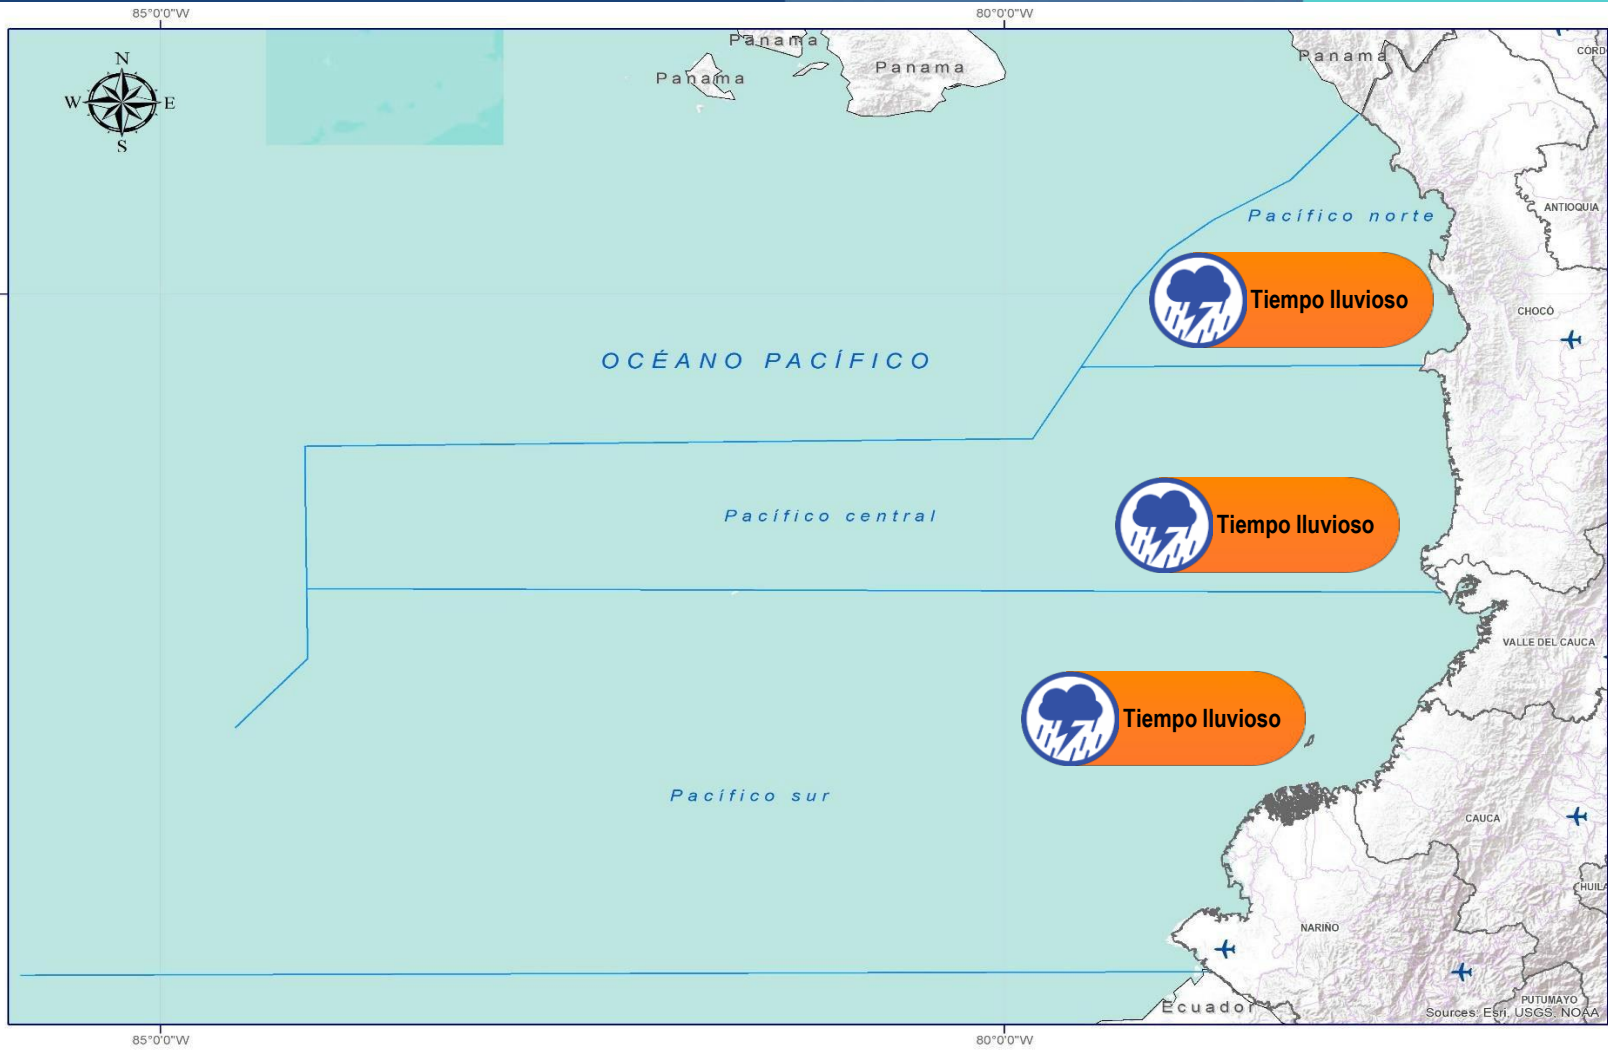 85°0'0"W
80°0'0"W
N
W
E
S
Panama
Panama
Panama
Panama
CORD
ANTIOQUIA
Pacífico norte
Tiempo lluvioso
CHOCÓ
OCÉANO PACÍFICO
Pacífico central
Tiempo lluvioso
VALLE DEL CAUCA
Tiempo lluvioso
Pacífico sur
CAUCA
HUILA
NARIÑO
PUTUMAYO
Ecuador
Sources: Esri, USGS, NOAA
85°0'0"W
80°0'0"W